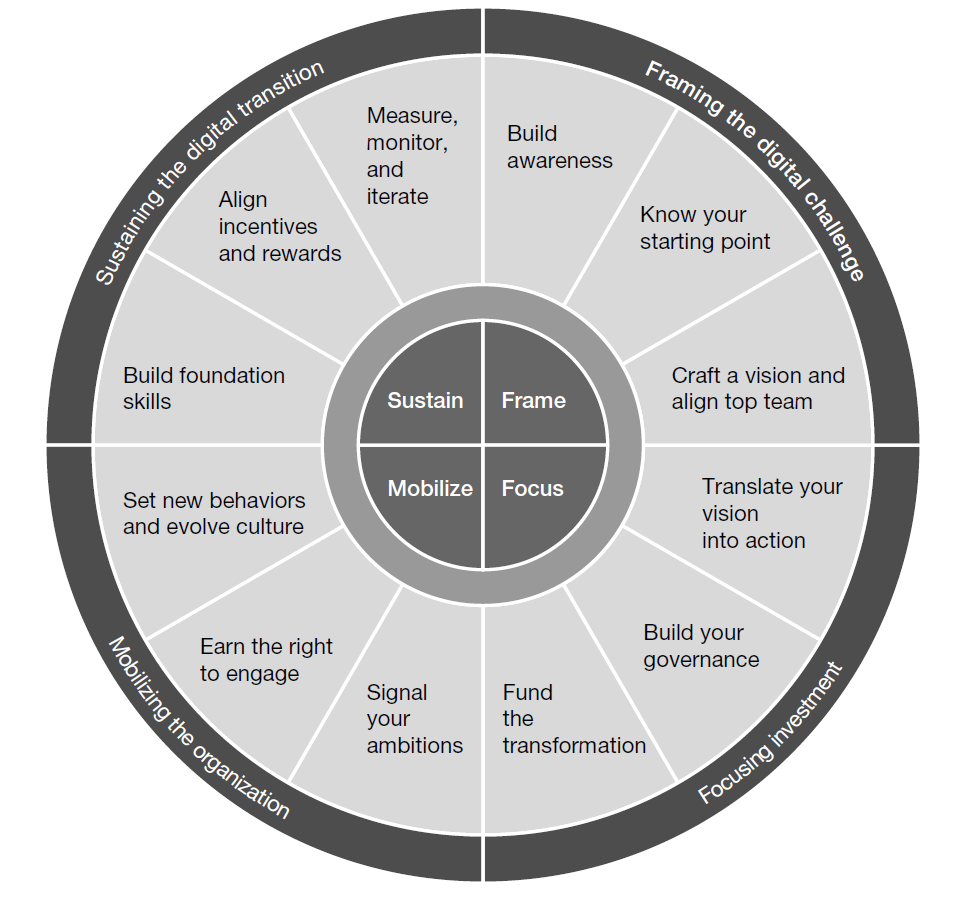 Framing the digital challenge
Build
awareness
Know your
starting point
Craft a vision and
align top team
Focusing investment
Translate your
vision
into action
Build your
governance
Fund
the
transformation
Mobilizing the organization
Signal
your
ambitions
Earn the right
to engage
Set new behaviors
and evolve culture
Sustaining the digital transition
Build foundation
skills
Align
incentives
and rewards
Measure,
monitor,
and
iterate
Sustain
Frame
Mobilize
Focus